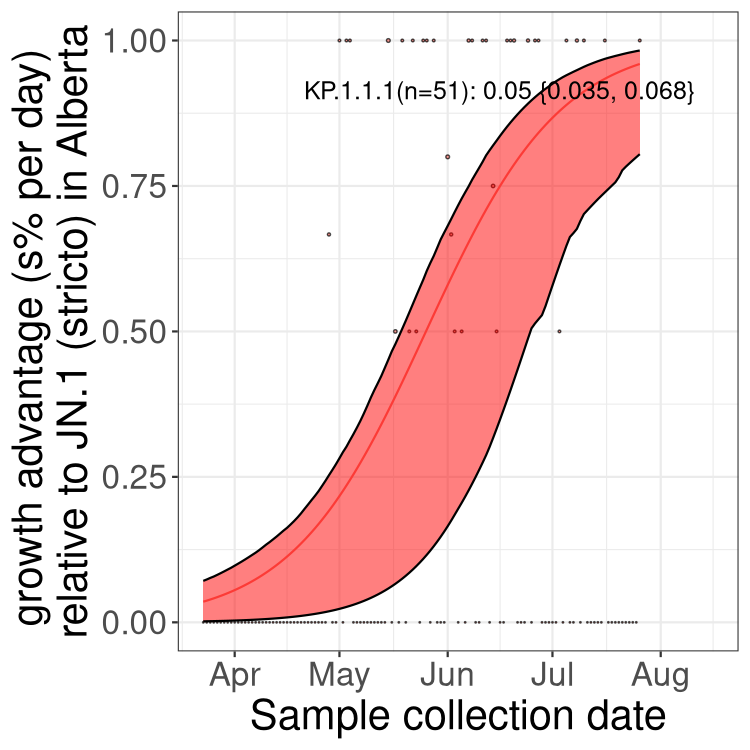 growth advantage (s% per day)
relative to JN.1 (stricto) in Alberta
1.00
0.75
0.50
0.25
0.00
KP.1.1.1(n=51): 0.05 {0.035, 0.068}
Apr May Jun Jul Aug
Sample collection date